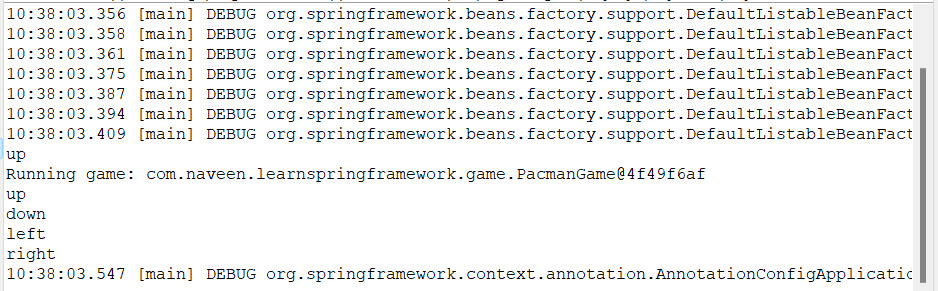 10:38:03.356 [main] DEBUG org.springframework.beans.factory.support.DefaultListableBeanFact
10:38:03.358 [main] DEBUG org.springframework.beans.factory.support.DefaultListableBeanFact
10:38:03.361 [main] DEBUG org.springframework.beans.factory.support.DefaultListableBeanFact
10:38:03.375 [main] DEBUG org.springframework.beans.factory.support.DefaultListableBeanFact
10:38:03.387 [main] DEBUG org.springframework.beans.factory.support.DefaultListableBeanFact
10:38:03.394 [main] DEBUG org.springframework.beans.factory.support.DefaultListableBeanFact
10:38:03.409 [main] DEBUG org.springframework.beans.factory.support.DefaultListableBeanFact
up
Running game: com.naveen.learnspringframework.game.PacmanGame@4f49f6af
up
down
left
right
10:38:03.547 [main] DEBUG org.springframework.context.annotation.AnnotationConfigApplicatio